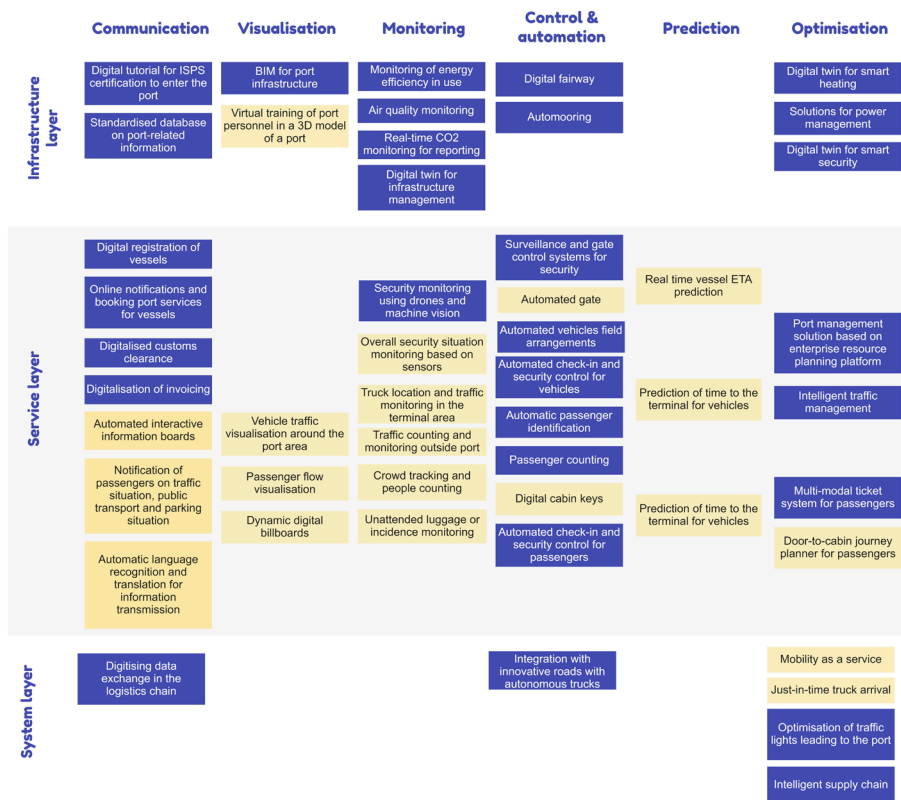 Communication
Visualisation
Monitoring
Control &
automation
Prediction
Optimisation
Infrastructure
layer
Digital tutorial for ISPS
certification to enter the
port
Standardised database
on port-related
information
BIM for port
infrastructure
Virtual training of port
personnel in a 3D model
of a port
Monitoring of energy
efficiency in use
Air quality monitoring
Real-time CO2
monitoring for reporting
Digital twin for
infrastructure
management
Digital fairway
Automooring
Digital twin for smart
heating
Solutions for power
management
Digital twin for smart
security
Service layer
Digital registration of
vessels
Online notifications and
booking port services
for vessels
Digitalised customs
clearance
Digitalisation of invoicing
Automated interactive
information boards
Notification of
passengers on traffic
situation, public
transport and parking
situation
Automatic language
recognition and
translation for
information
transmission
Vehicle traffic
visualisation around the
port area
Passenger flow
visualisation
Dynamic digital
billboards
Security monitoring
using drones and
machine vision
Overall security situation
monitoring based on
sensors
Truck location and traffic
monitoring in the
terminal area
Traffic counting and
monitoring outside port
Crowd tracking and
people counting
Unattended luggage or
incidence monitoring
Surveillance and gate
control systems for
security
Automated gate
Automated vehicles field
arrangements
Automated check-in and
security control for
vehicles
Automatic passenger
identification
Passenger counting
Digital cabin keys
Automated check-in and
security control for
passengers
Real time vessel ETA
prediction
Prediction of time to the
terminal for vehicles
Prediction of time to the
terminal for vehicles
Port management
solution based on
enterprise resource
planning platform
Intelligent traffic
management
Multi-modal ticket
system for passengers
Door-to-cabin journey
planner for passengers
System layer
Digitising data
exchange in the
logistics chain
Integration with
innovative roads with
autonomous trucks
Mobility as a service
Just-in-time truck arrival
Optimisation of traffic
lights leading to the port
Intelligent supply chain